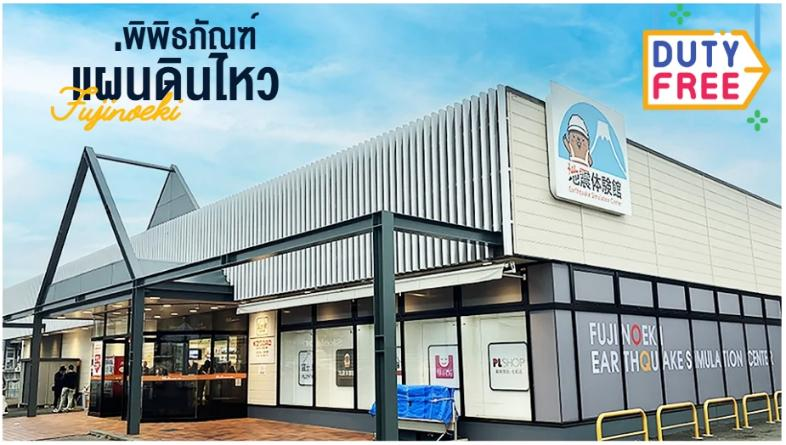 พิพิธภัณฑ์
แผ่นดินไหว
Fujinoeki
DUTY
FREE
地震体験館
Earthquake Simulation Center
PL'SHOP
FUJINOEKI
EARTHQUAKE SIMULATION CENTER